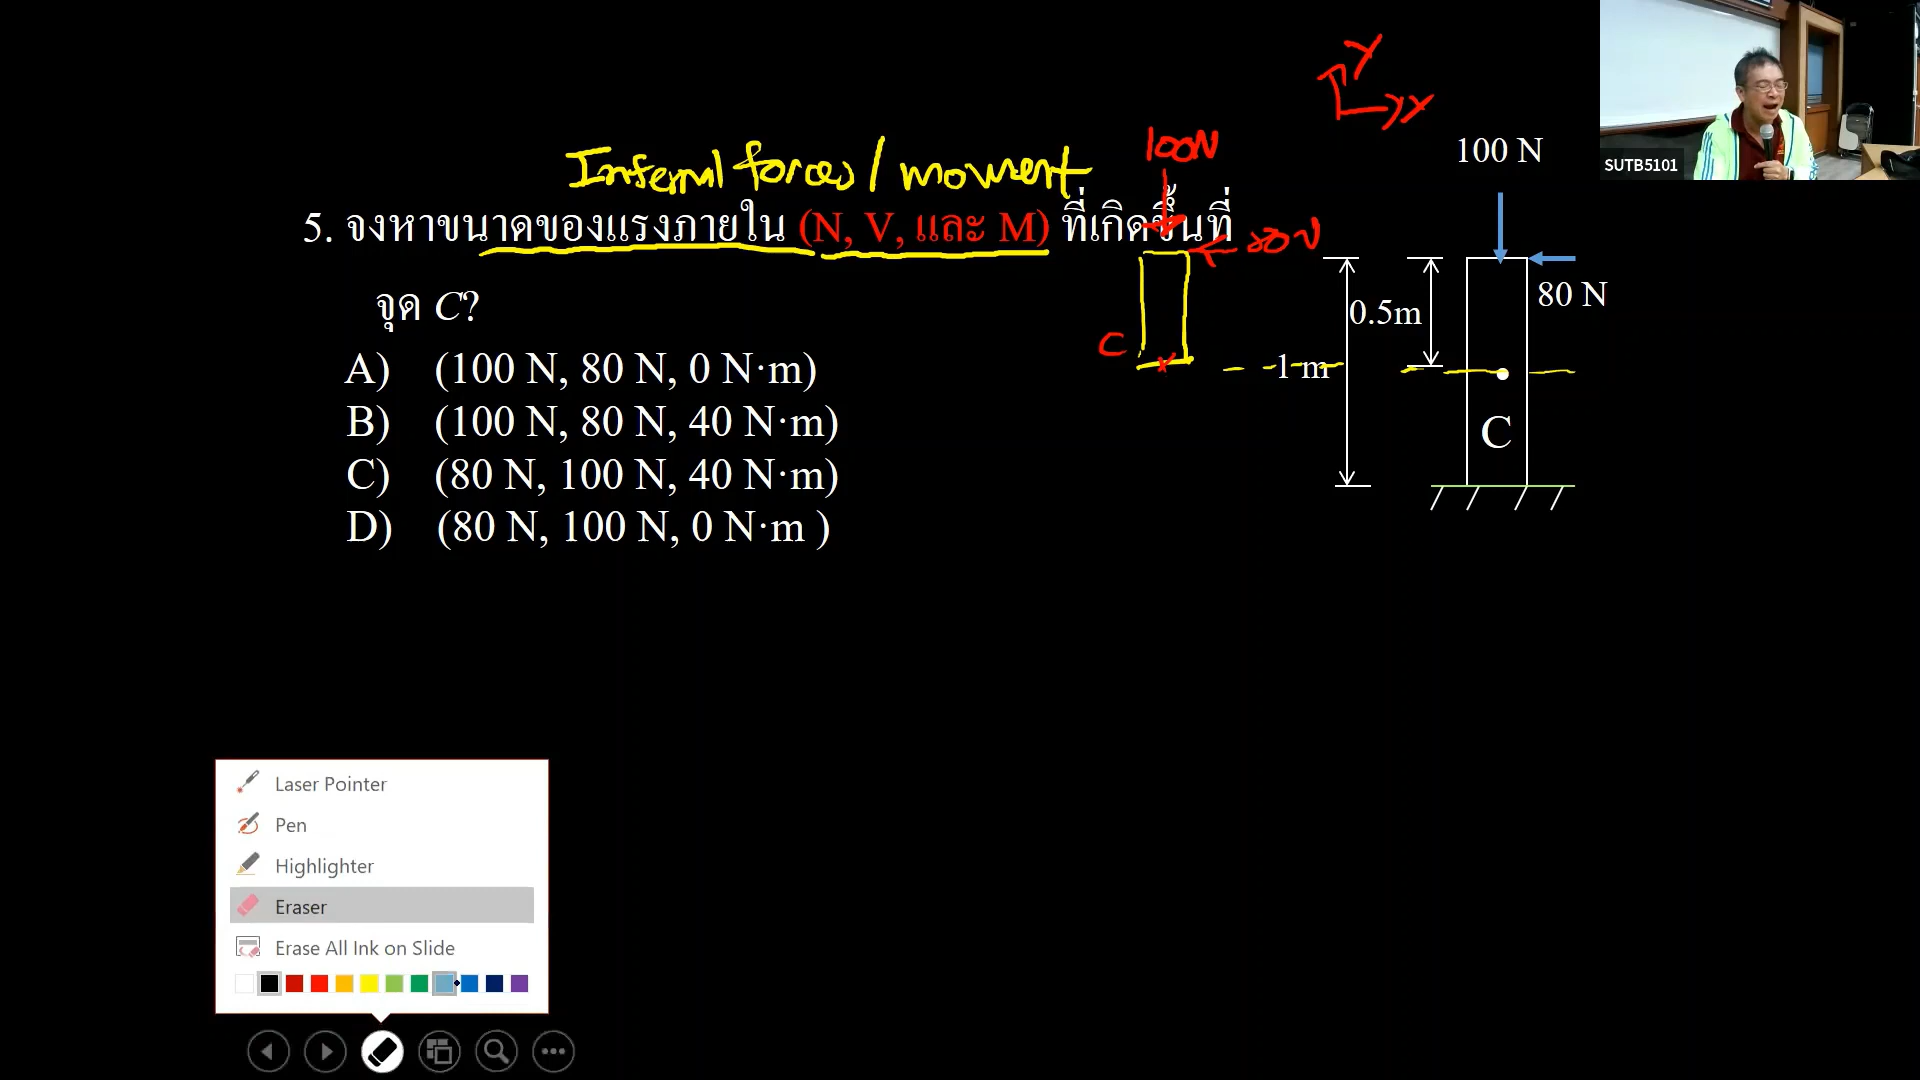 Internal forces / moment
5. จงหาขนาดของแรงภายใน (N, V, และ M) ที่เกิดขึ้นที่
จุด C?
A) (100 N, 80 N, 0 N·m)
B) (100 N, 80 N, 40 N·m)
C) (80 N, 100 N, 40 N·m)
D) (80 N, 100 N, 0 N·m )
100N
C
Y
100 N
80 N
0.5m
1 m
C
SUTB5101
Laser Pointer
Pen
Highlighter
Eraser
Erase All Ink on Slide